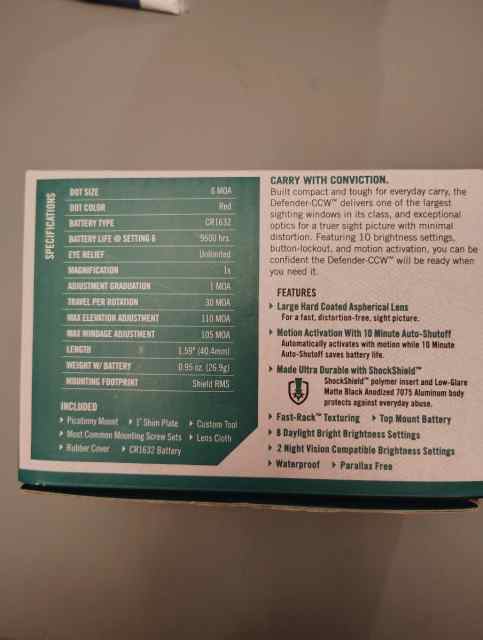 SPECIFICATIONS
DOT SIZE 6 MOA
DOT COLOR Red
BATTERY TYPE CR1632
BATTERY LIFE @ SETTING 6 9500 hrs.
EYE RELIEF Unlimited
MAGNIFICATION 1x
ADJUSTMENT GRADUATION 1 MOA
TRAVEL PER ROTATION 30 MOA
MAX ELEVATION ADJUSTMENT 110 MOA
MAX WINDAGE ADJUSTMENT 105 MOA
LENGTH 1.59" (40.4mm)
WEIGHT W/ BATTERY 0.95 oz. (26.9g)
MOUNTING FOOTPRINT Shield RMS
INCLUDED
Picatinny Mount 1° Shim Plate Custom Tool
Most Common Mounting Screw Sets Lens Cloth
Rubber Cover CR1632 Battery
CARRY WITH CONVICTION.
Built compact and tough for everyday carry, the
Defender-CCW™ delivers one of the largest
sighting windows in its class, and exceptional
optics for a truer sight picture with minimal
distortion. Featuring 10 brightness settings,
button-lockout, and motion activation, you can be
confident the Defender-CCW™ will be ready when
you need it.
FEATURES
Large Hard Coated Aspherical Lens
For a fast, distortion-free, sight picture.
Motion Activation With 10 Minute Auto-Shutoff
Automatically activates with motion while 10 Minute
Auto-Shutoff saves battery life.
Made Ultra Durable with ShockShield™
ShockShield™ polymer insert and Low-Glare
Matte Black Anodized 7075 Aluminum body
protects against everyday abuse.
Fast-Rack™ Texturing Top Mount Battery
8 Daylight Bright Brightness Settings
2 Night Vision Compatible Brightness Settings
Waterproof Parallax Free